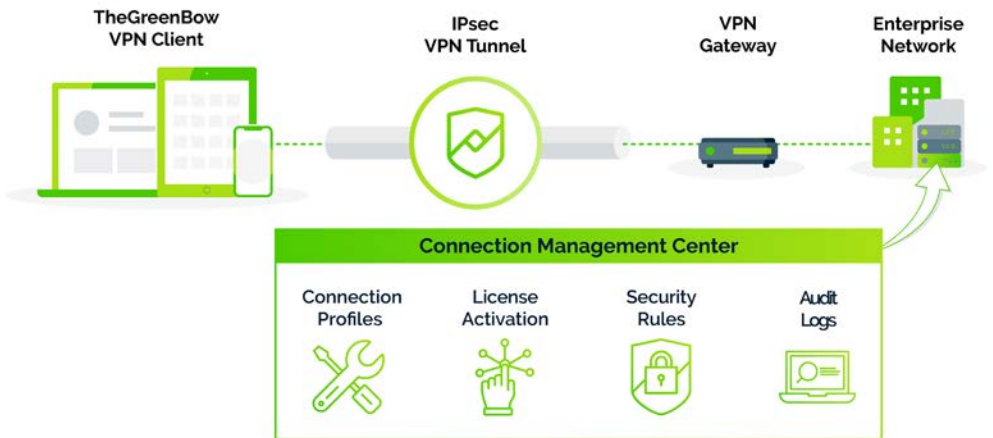 TheGreenBow
VPN Client
IPsec
VPN Tunnel
VPN
Gateway
Enterprise
Network
Connection Management Center
Connection
Profiles
License
Activation
Security
Rules
Audit
Logs